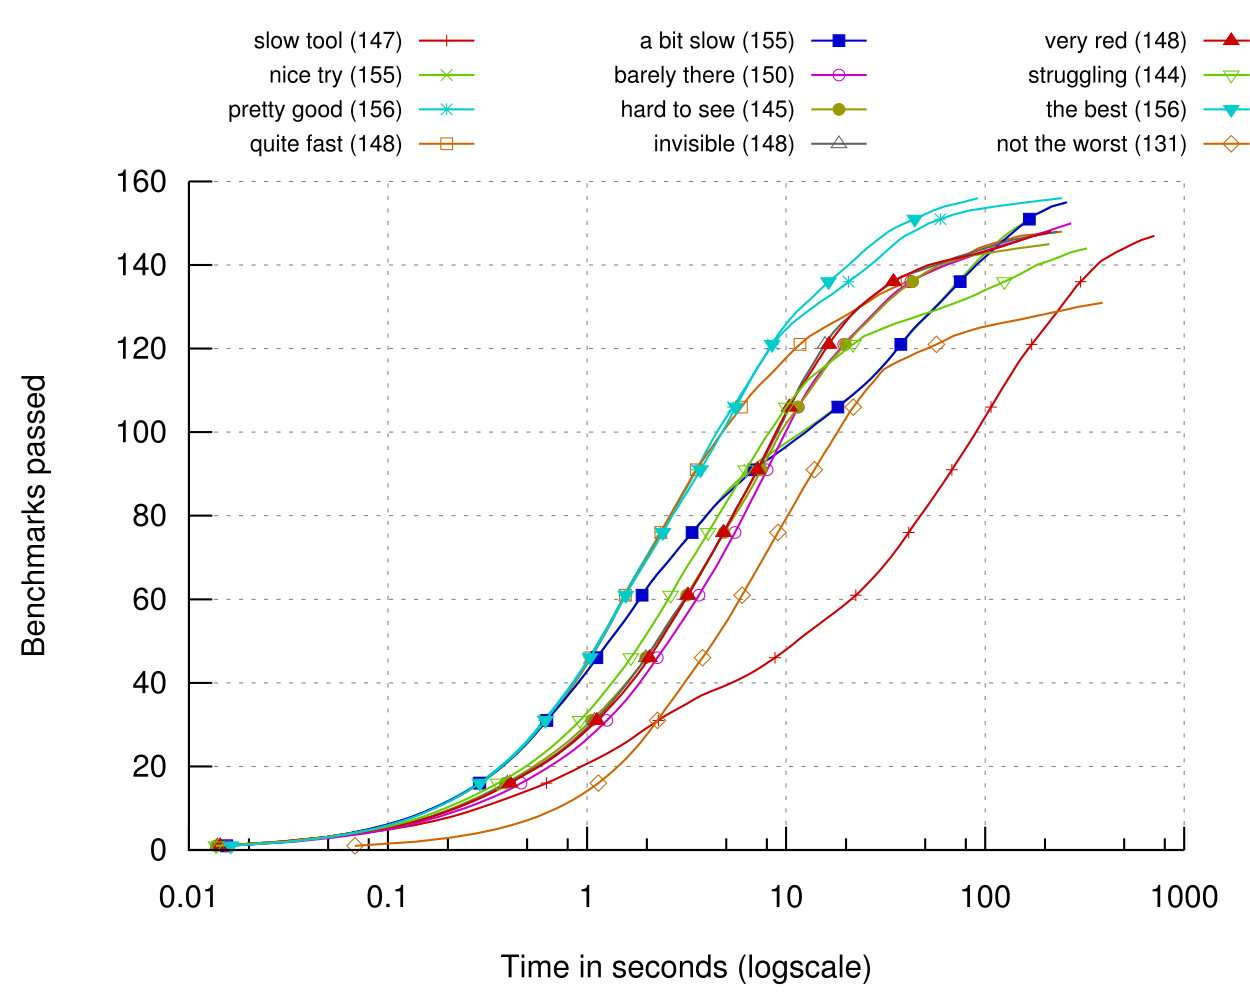 slow tool (147)
nice try (155)
pretty good (156)
quite fast (148)
a bit slow (155)
barely there (150)
hard to see (145)
invisible (148)
very red (148)
struggling (144)
the best (156)
not the worst (131)
160
140
120
100
80
60
40
20
0
Benchmarks passed
0.01 0.1 1 10 100 1000
Time in seconds (logscale)